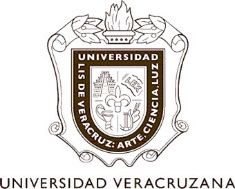 UNIVERSIDAD
LIS DE VERACRUZ: ARTE, CIENCIA, LUZ
UNIVERSIDAD VERACRUZANA